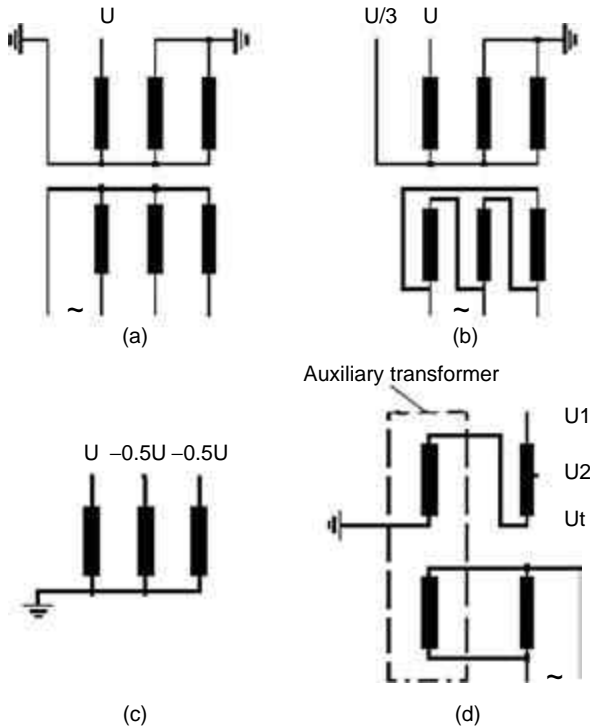 U
U/3 U
~
~
(a)
(b)
Auxiliary transformer
U –0.5U –0.5U
U1
U2
Ut
~
(c)
(d)